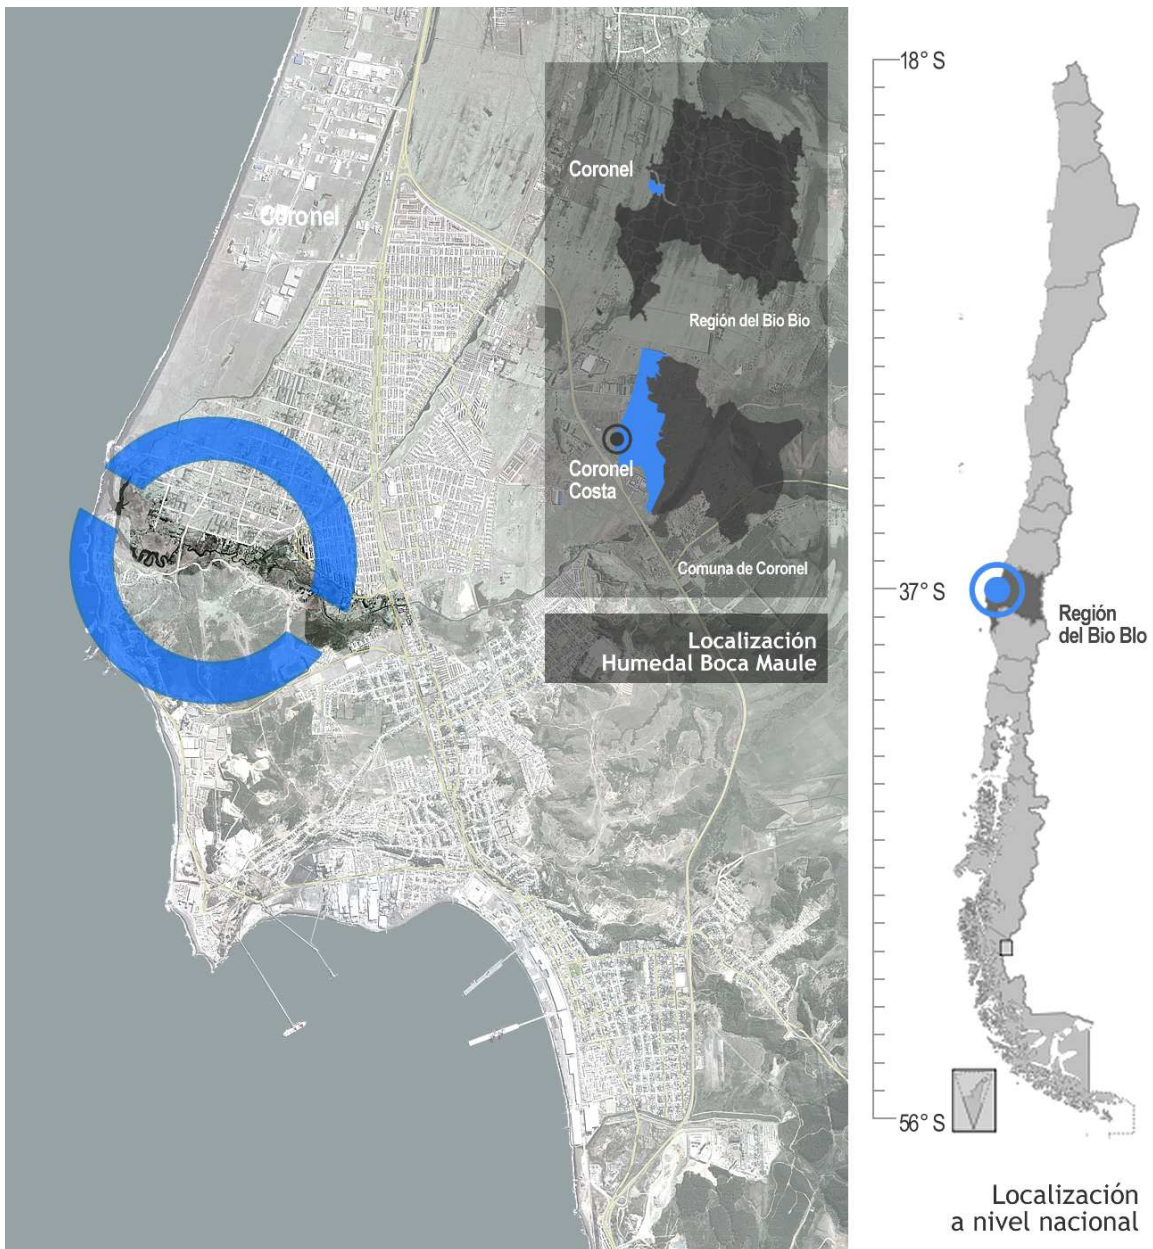 18° S
Coronel
Coronel
Región del Bio Bio
Coronel
Costa
Comuna de Coronel
37° S
Región
del Bio BIo
Localización
Humedal Boca Maule
56° S
Localización
a nivel nacional